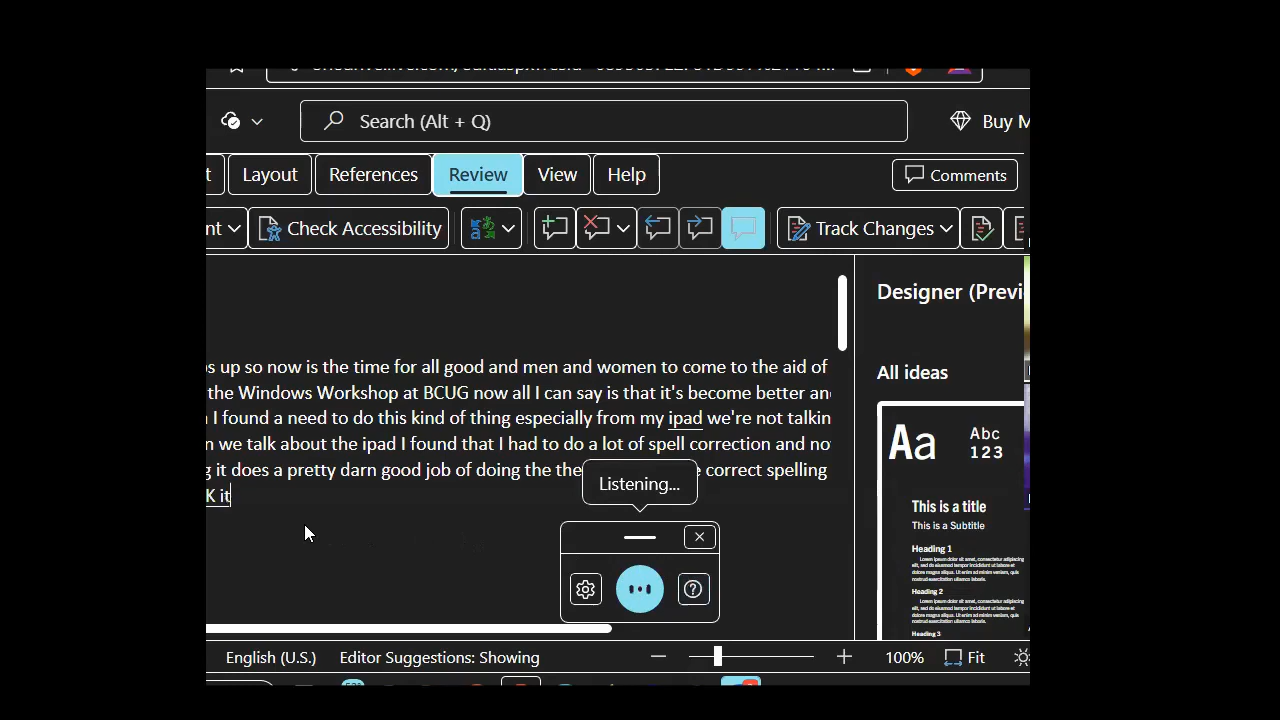 Search (Alt + Q)
Buy M
Layout
References
Review
View
Help
Comments
nt
Check Accessibility
Track Changes
ps up so now is the time for all good and men and women to come to the aid of
the Windows Workshop at BCUG now all I can say is that it's become better and
I found a need to do this kind of thing especially from my ipad we're not talkin
n we talk about the ipad I found that I had to do a lot of spell correction and no
g it does a pretty darn good job of doing the the correct spelling
K it
Listening...
Designer (Previ
All ideas
Aa
Abc
123
This is a title
This is a Subtitle
Heading 1
Heading 2
Heading 3
English (U.S.)
Editor Suggestions: Showing
100%
Fit